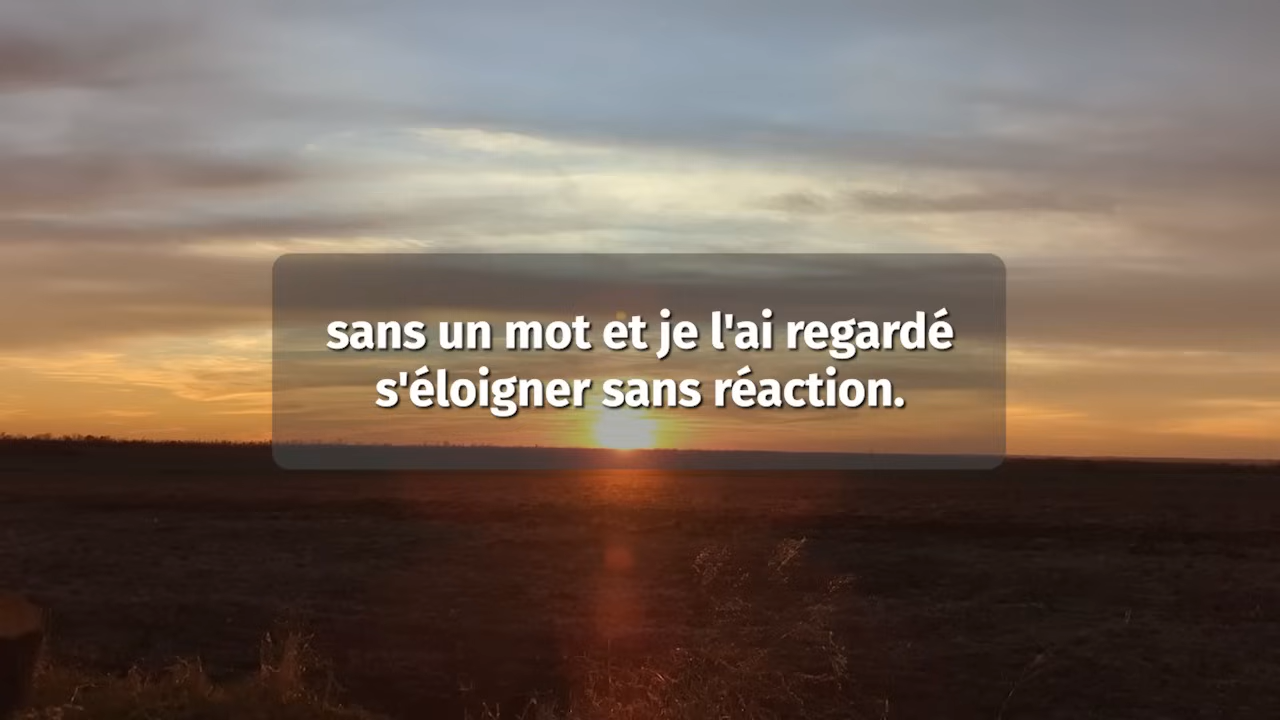 sans un mot et je l'ai regardé
s'éloigner sans réaction.